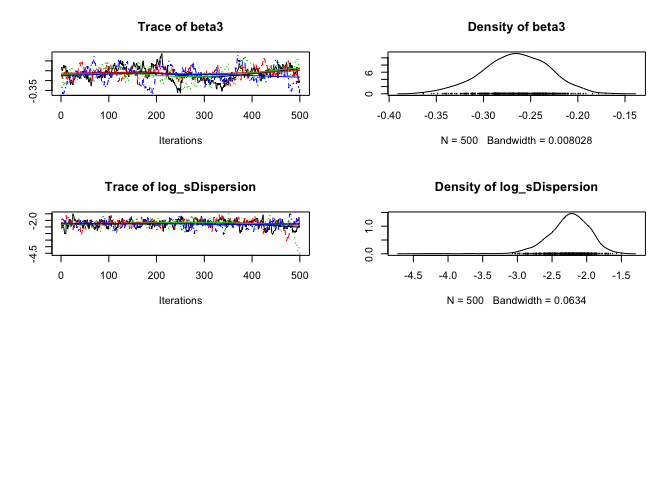 Trace of beta3
-0.35
0 100 200 300 400 500
Iterations
Density of beta3
0 6
-0.40 -0.35 -0.30 -0.25 -0.20 -0.15
N = 500 Bandwidth = 0.008028
Trace of log_sDispersion
-4.5 -2.0
0 100 200 300 400 500
Iterations
Density of log_sDispersion
0.0 1.0
-4.5 -4.0 -3.5 -3.0 -2.5 -2.0 -1.5
N = 500 Bandwidth = 0.0634